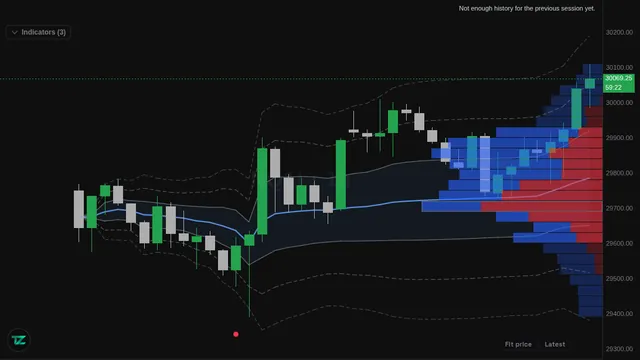 Not enough history for the previous session yet.
Indicators (3)
30200.00
30100.00
30069.25
59:22
30000.00
29900.00
29800.00
29700.00
29600.00
29500.00
29400.00
29300.00
Fit price
Latest
TZ